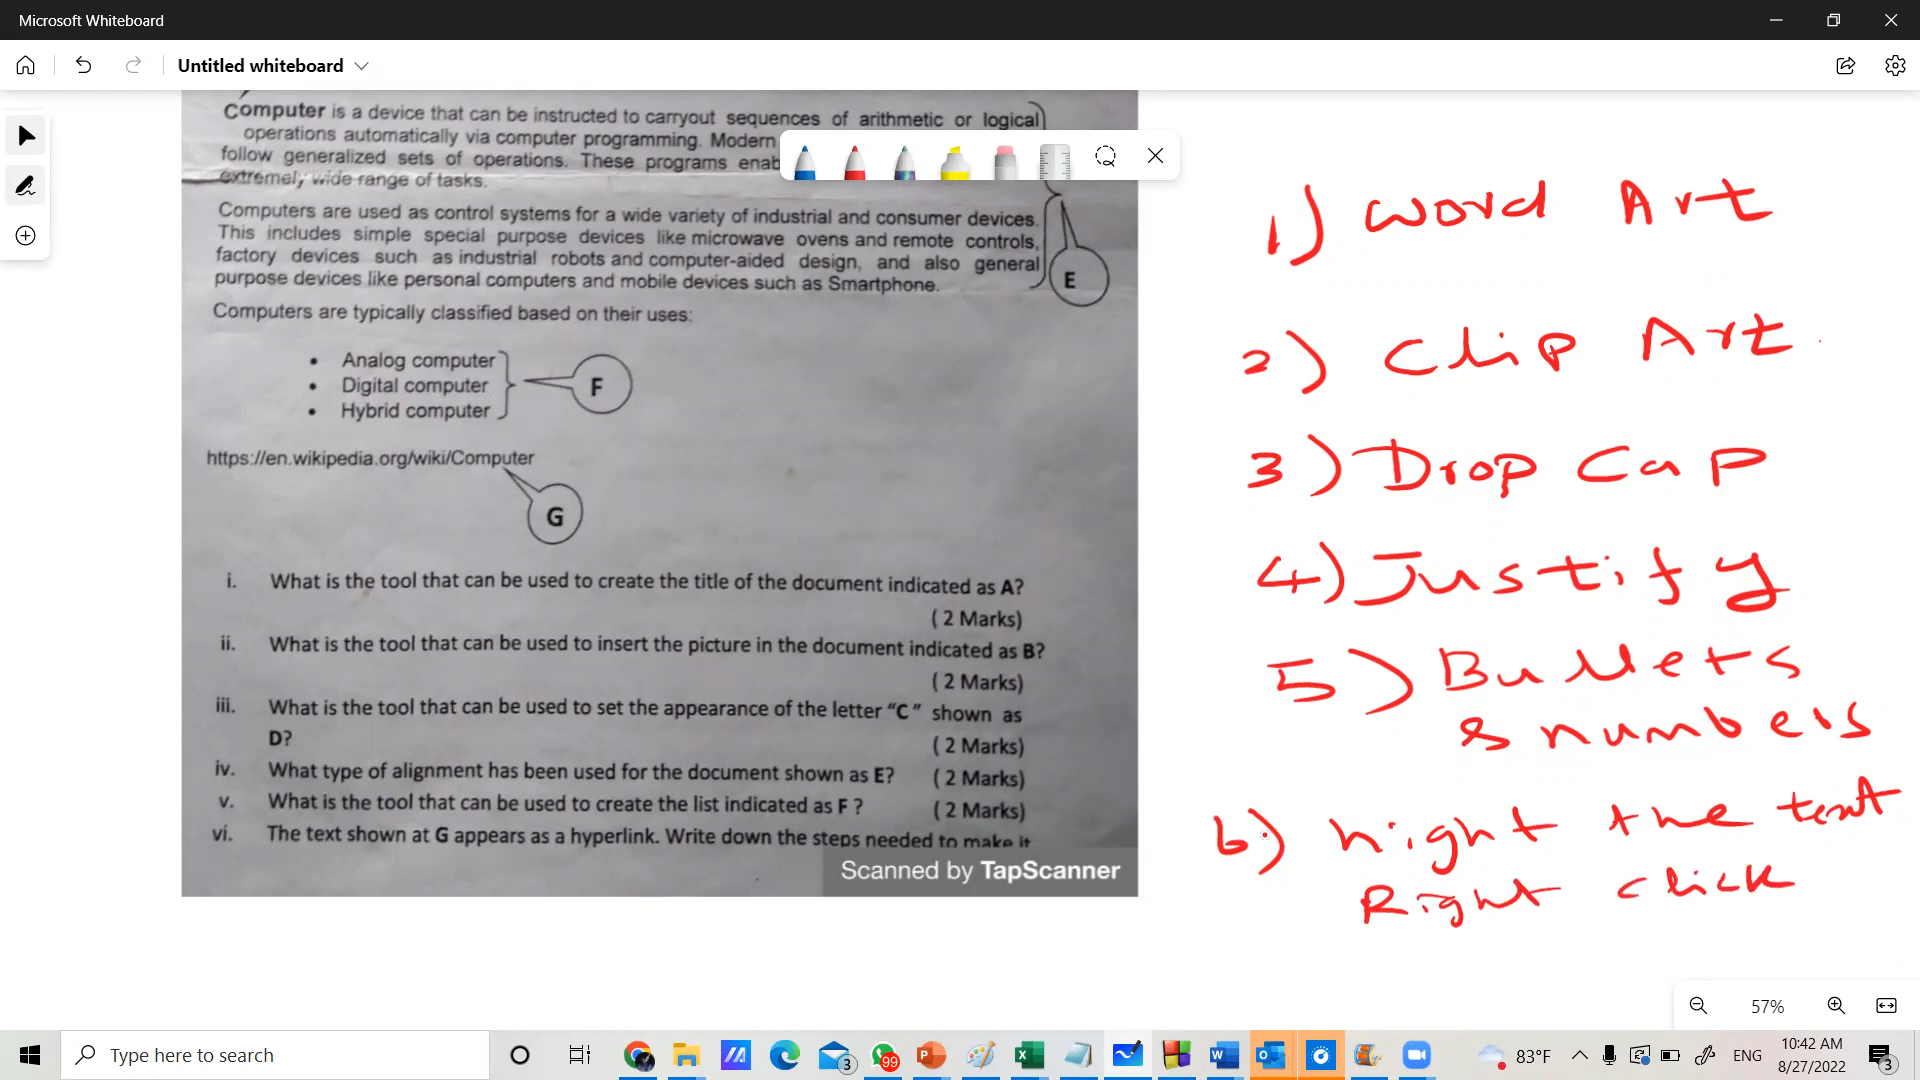 Microsoft Whiteboard
Untitled whiteboard
Computer is a device that can be instructed to carryout sequences of arithmetic or logical
operations automatically via computer programming. Modern
follow generalized sets of operations. These programs enab
extremely wide range of tasks.
Computers are used as control systems for a wide variety of industrial and consumer devices.
This includes simple special purpose devices like microwave ovens and remote controls,
factory devices such as industrial robots and computer-aided design, and also general
purpose devices like personal computers and mobile devices such as Smartphone.
E
Computers are typically classified based on their uses:
• Analog computer
• Digital computer
• Hybrid computer
F
https://en.wikipedia.org/wiki/Computer
G
i. What is the tool that can be used to create the title of the document indicated as A?
( 2 Marks)
ii. What is the tool that can be used to insert the picture in the document indicated as B?
( 2 Marks)
iii. What is the tool that can be used to set the appearance of the letter “C” shown as
D? ( 2 Marks)
iv. What type of alignment has been used for the document shown as E? ( 2 Marks)
v. What is the tool that can be used to create the list indicated as F ? ( 2 Marks)
vi. The text shown at G appears as a hyperlink. Write down the steps needed to make it
Scanned by TapScanner
1) Word Art
2) Clip Art
3) Drop Cap
4) Justify
5) Bullets
& numbers
6) hight the text
Right click
57%
Type here to search
3
99
83°F
ENG
10:42 AM
8/27/2022
3